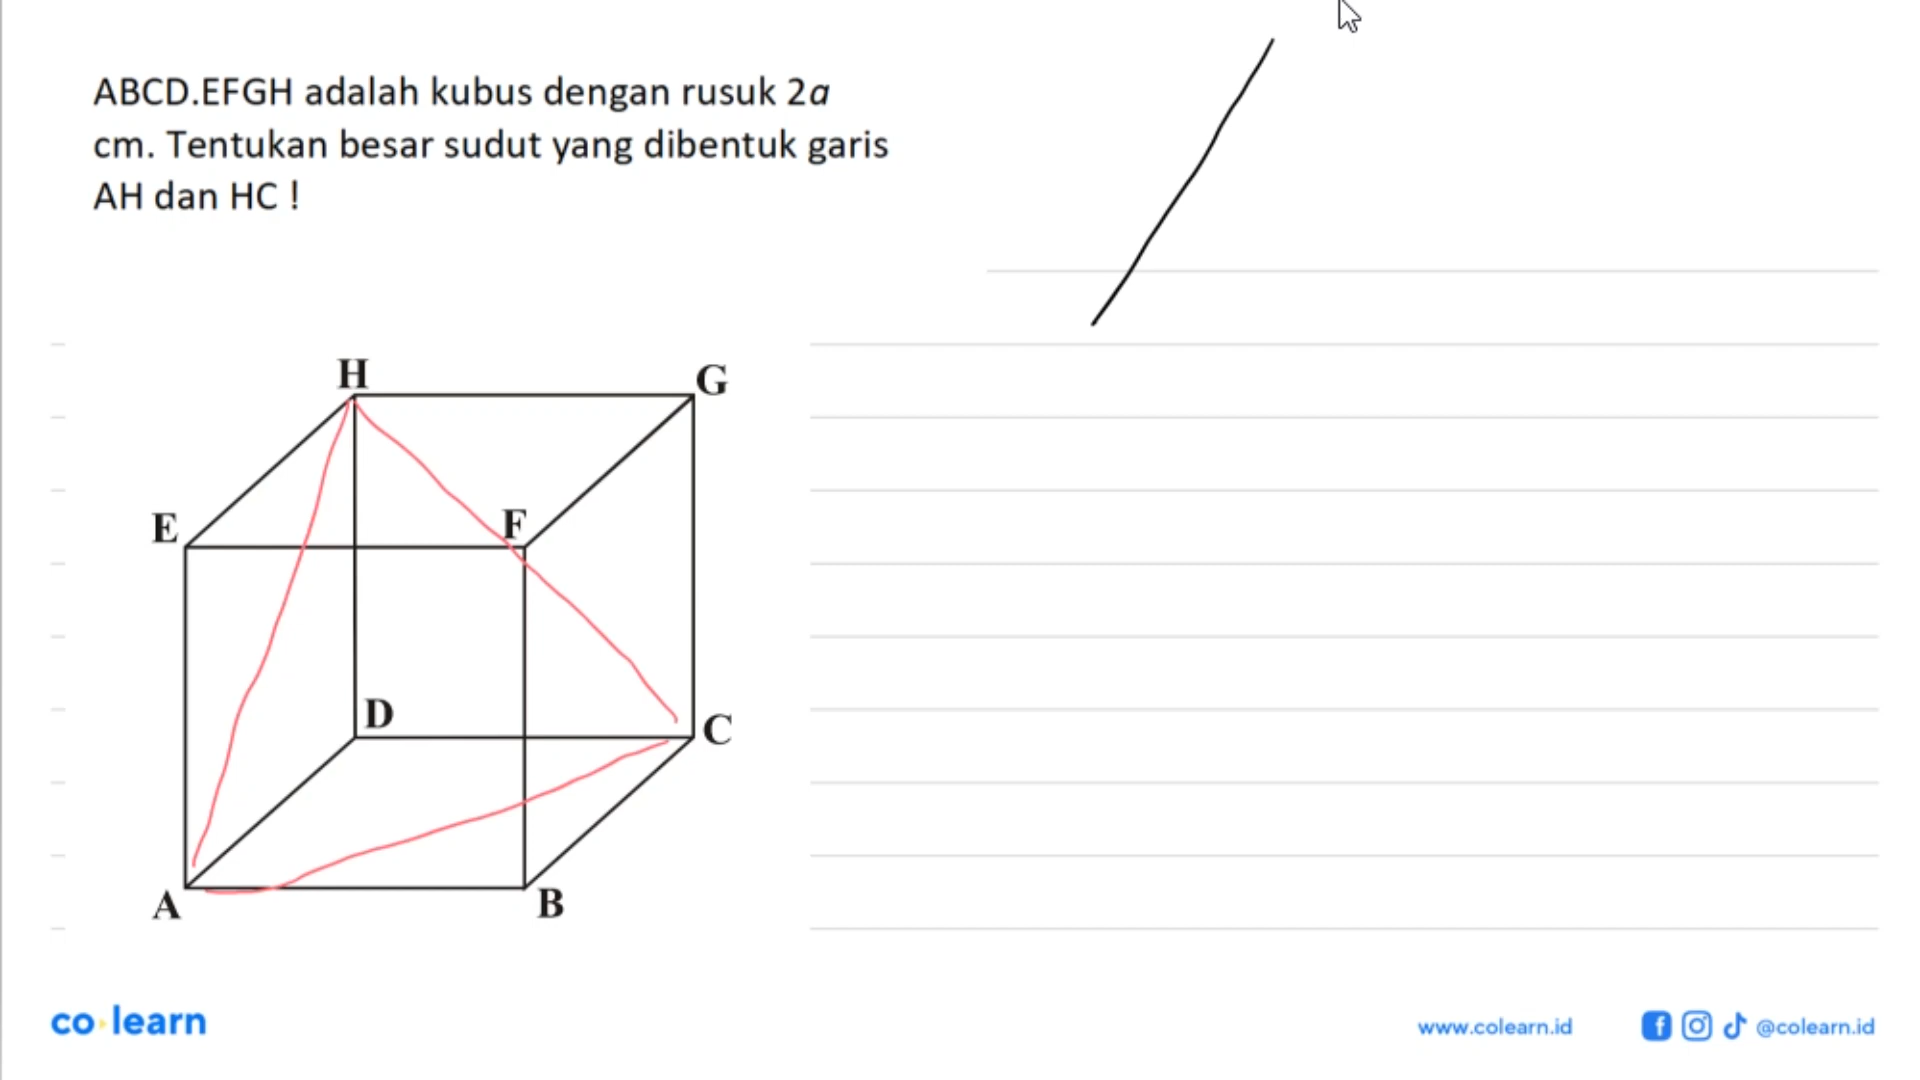 ABCD.EFGH adalah kubus dengan rusuk 2a
cm. Tentukan besar sudut yang dibentuk garis
AH dan HC !
H
G
E
F
D
C
A
B
co learn
www.colearn.id
@colearn.id